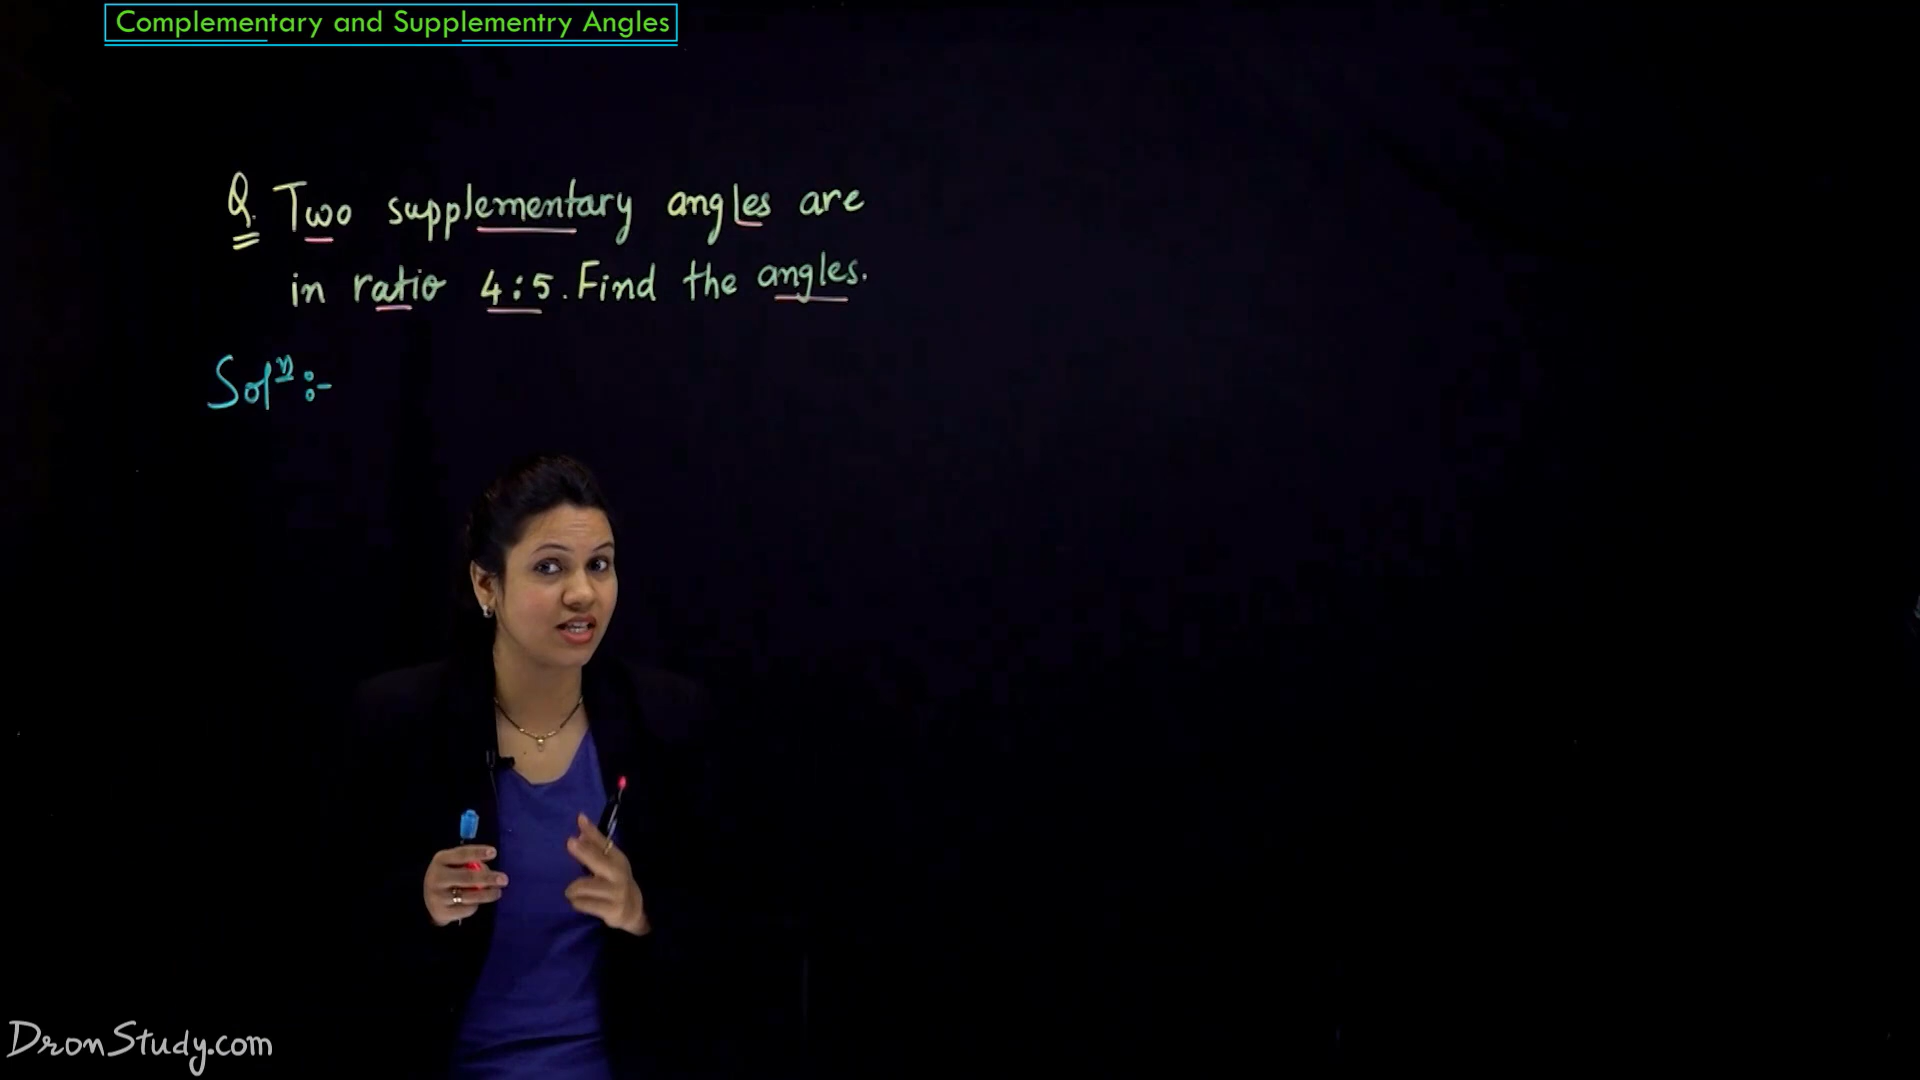 Complementary and Supplementry Angles
Q. Two supplementary angles are
in ratio 4:5. Find the angles.
Solⁿ :-
DronStudy.com